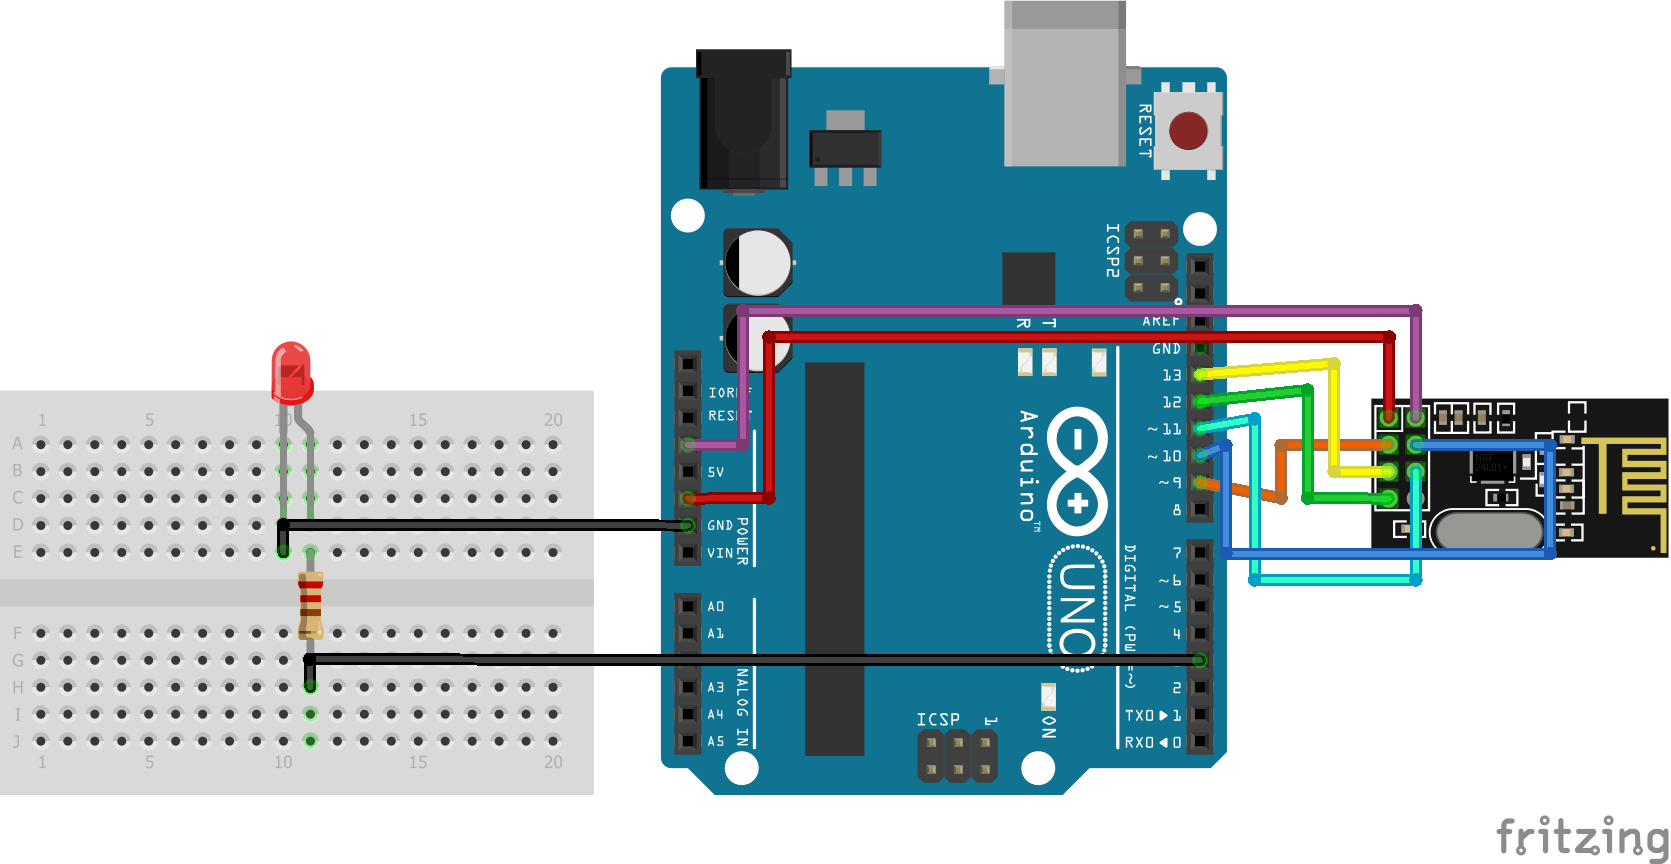 RESET
ICSP2
AREF
GND
13
12
~11
~10
~9
8
7
~6
~5
4
2
TX0▶1
RX0◀0
DIGITAL (PWM=~)
T
R
IOREF
RESET
5V
GND
VIN
POWER
A0
A1
A3
A4
A5
ANALOG IN
Arduino™
UNO
ON
ICSP
1
NRF
24L01+
1 5 10 15 20
A
B
C
D
E
F
G
H
I
J
1 5 10 15 20
fritzing